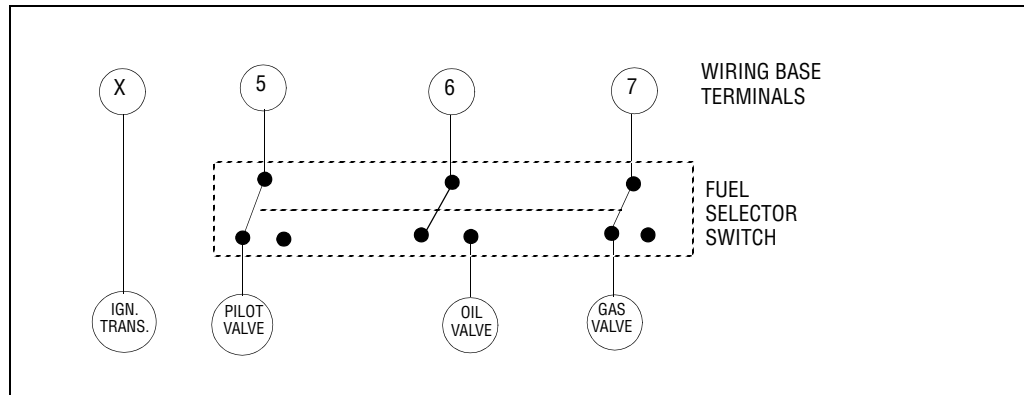 X
5
6
7
WIRING BASE
TERMINALS
FUEL
SELECTOR
SWITCH
IGN.
TRANS.
PILOT
VALVE
OIL
VALVE
GAS
VALVE